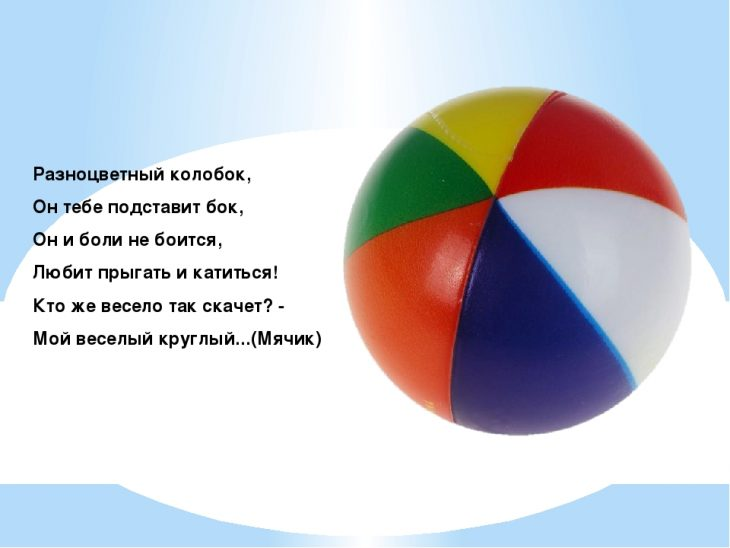 Разноцветный колобок,
Он тебе подставит бок,
Он и боли не боится,
Любит прыгать и катиться!
Кто же весело так скачет? -
Мой веселый круглый...(Мячик)